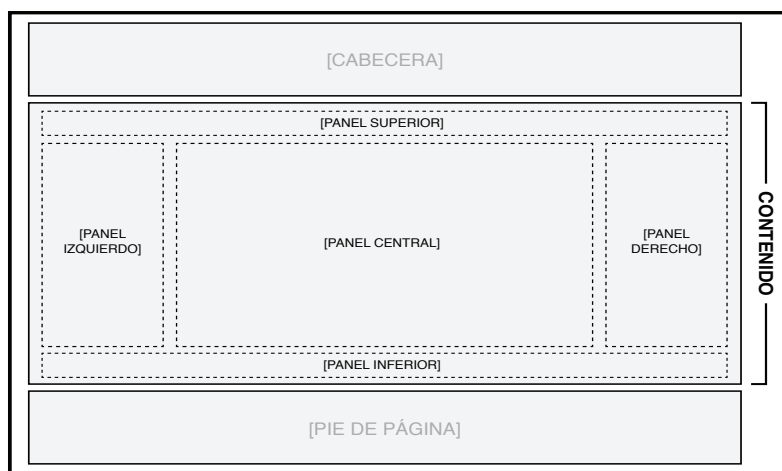 [CABECERA]
[PANEL SUPERIOR]
[PANEL
IZQUIERDO]
[PANEL CENTRAL]
[PANEL
DERECHO]
CONTENIDO
[PANEL INFERIOR]
[PIE DE PÁGINA]